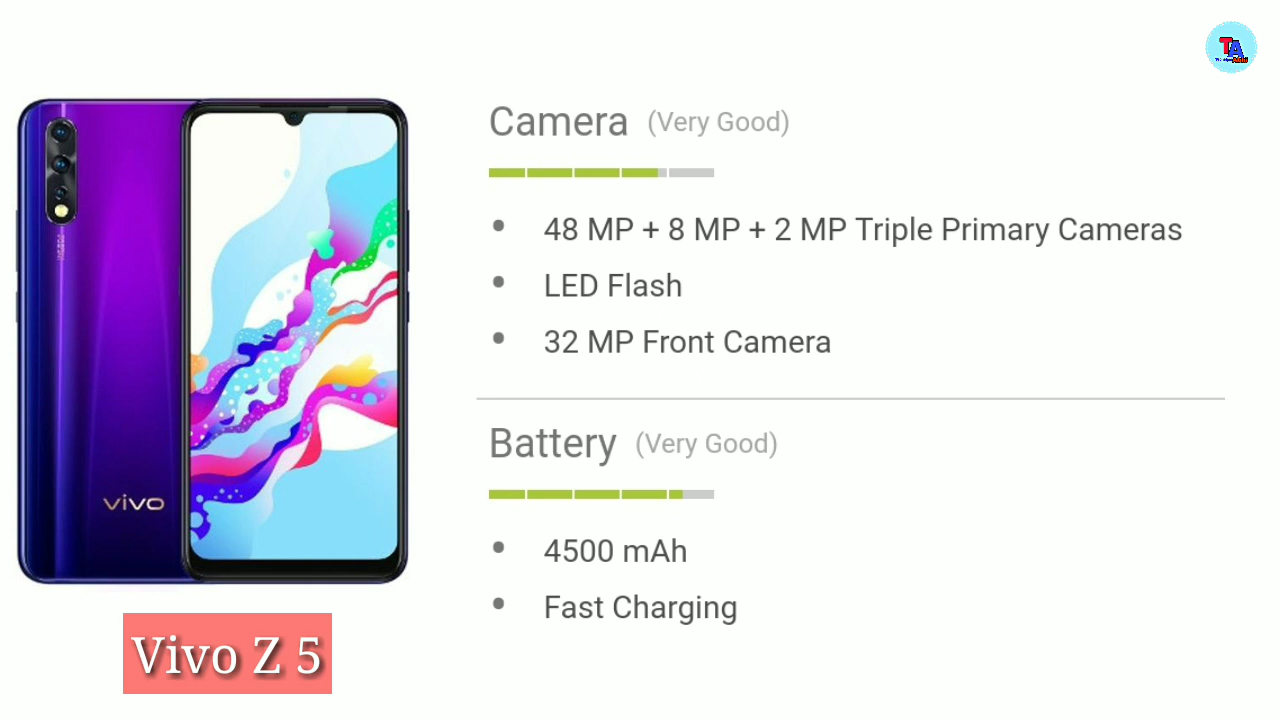 TA
Camera (Very Good)
• 48 MP + 8 MP + 2 MP Triple Primary Cameras
• LED Flash
• 32 MP Front Camera
Battery (Very Good)
• 4500 mAh
• Fast Charging
vivo
Vivo Z 5